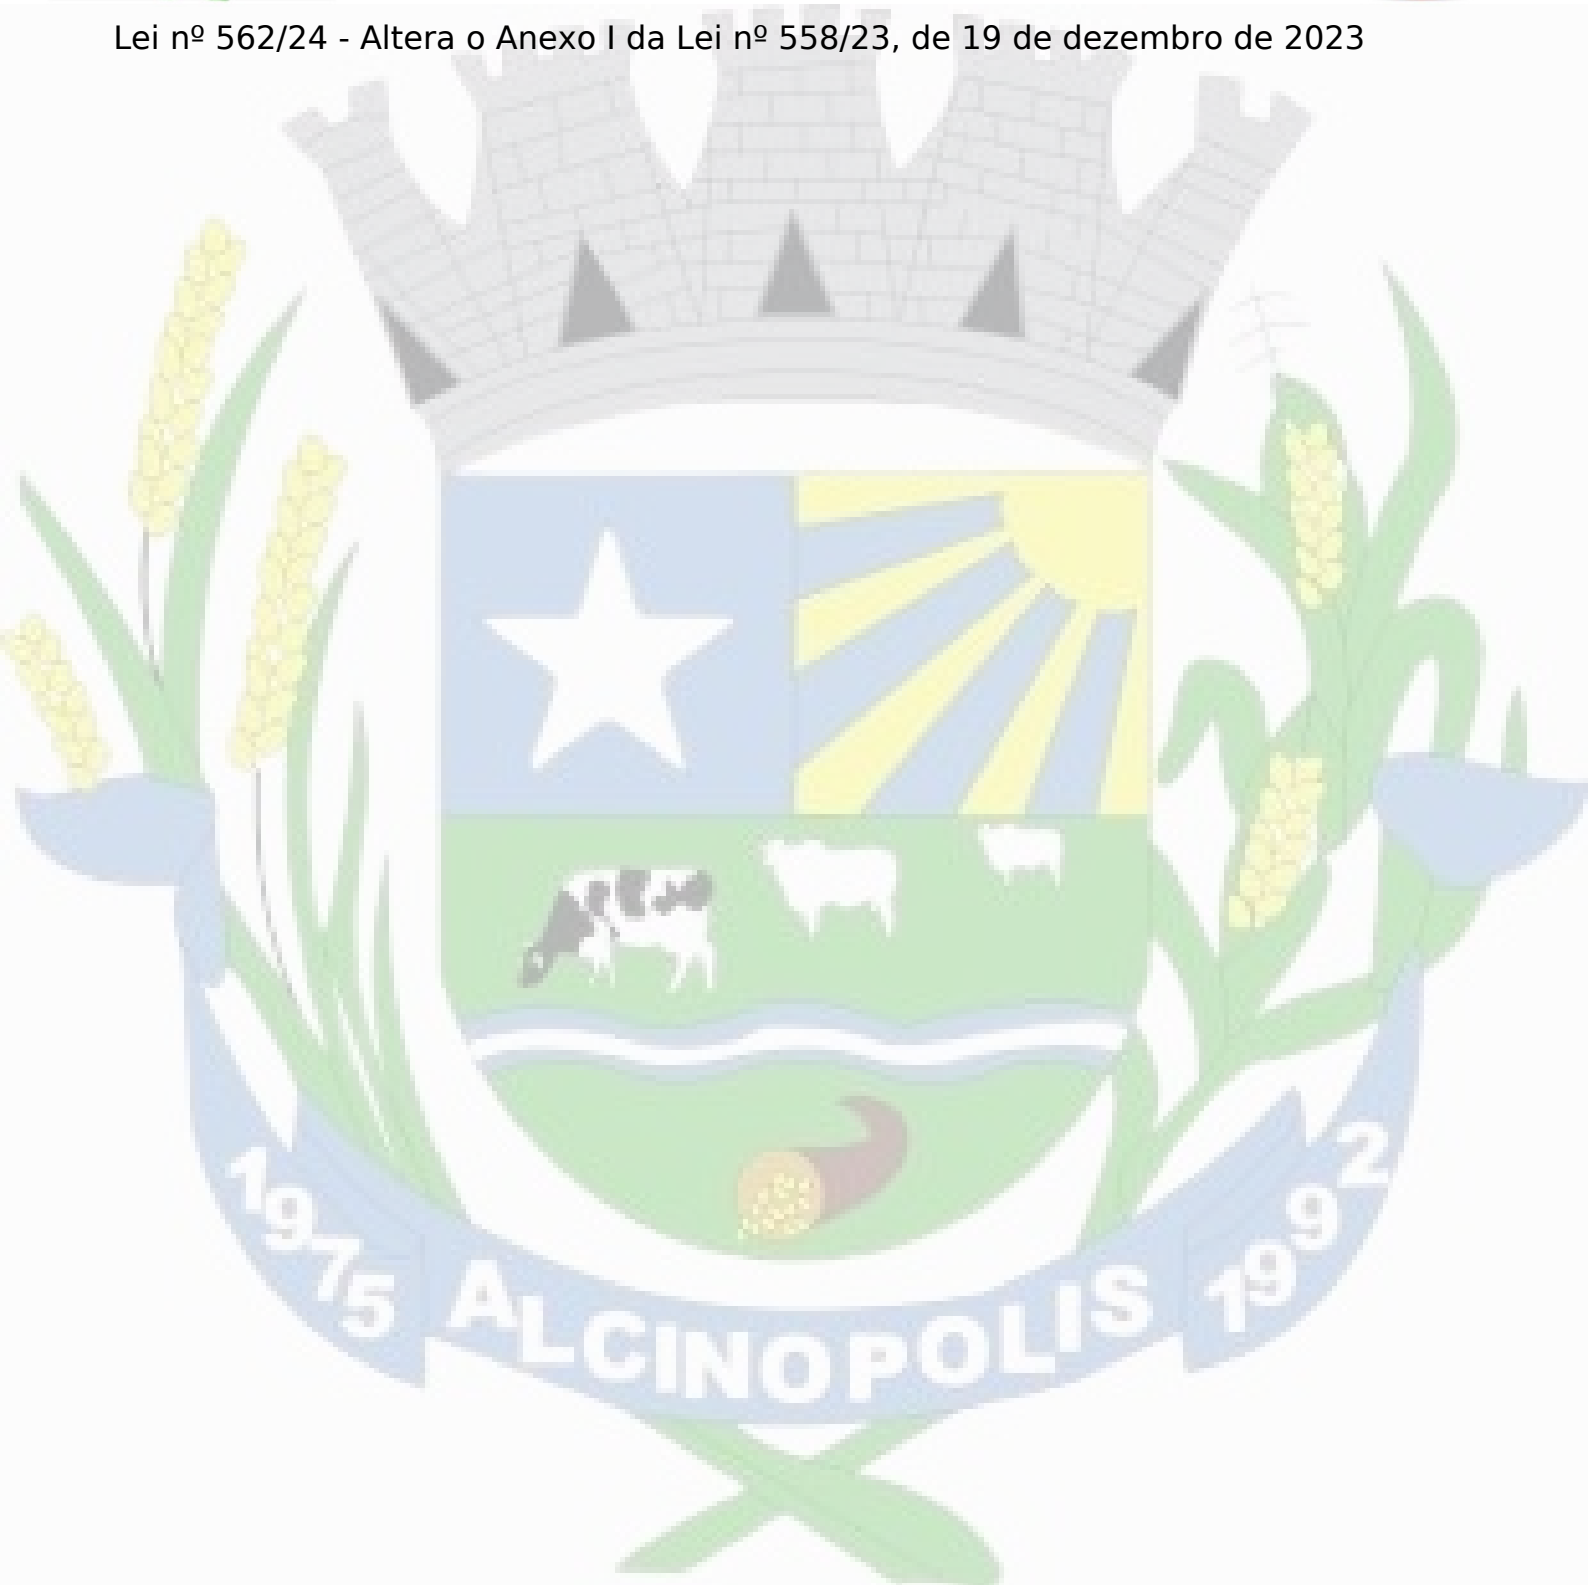 Lei nº 562/24 - Altera o Anexo I da Lei nº 558/23, de 19 de dezembro de 2023
1975 ALCINOPOLIS 1992